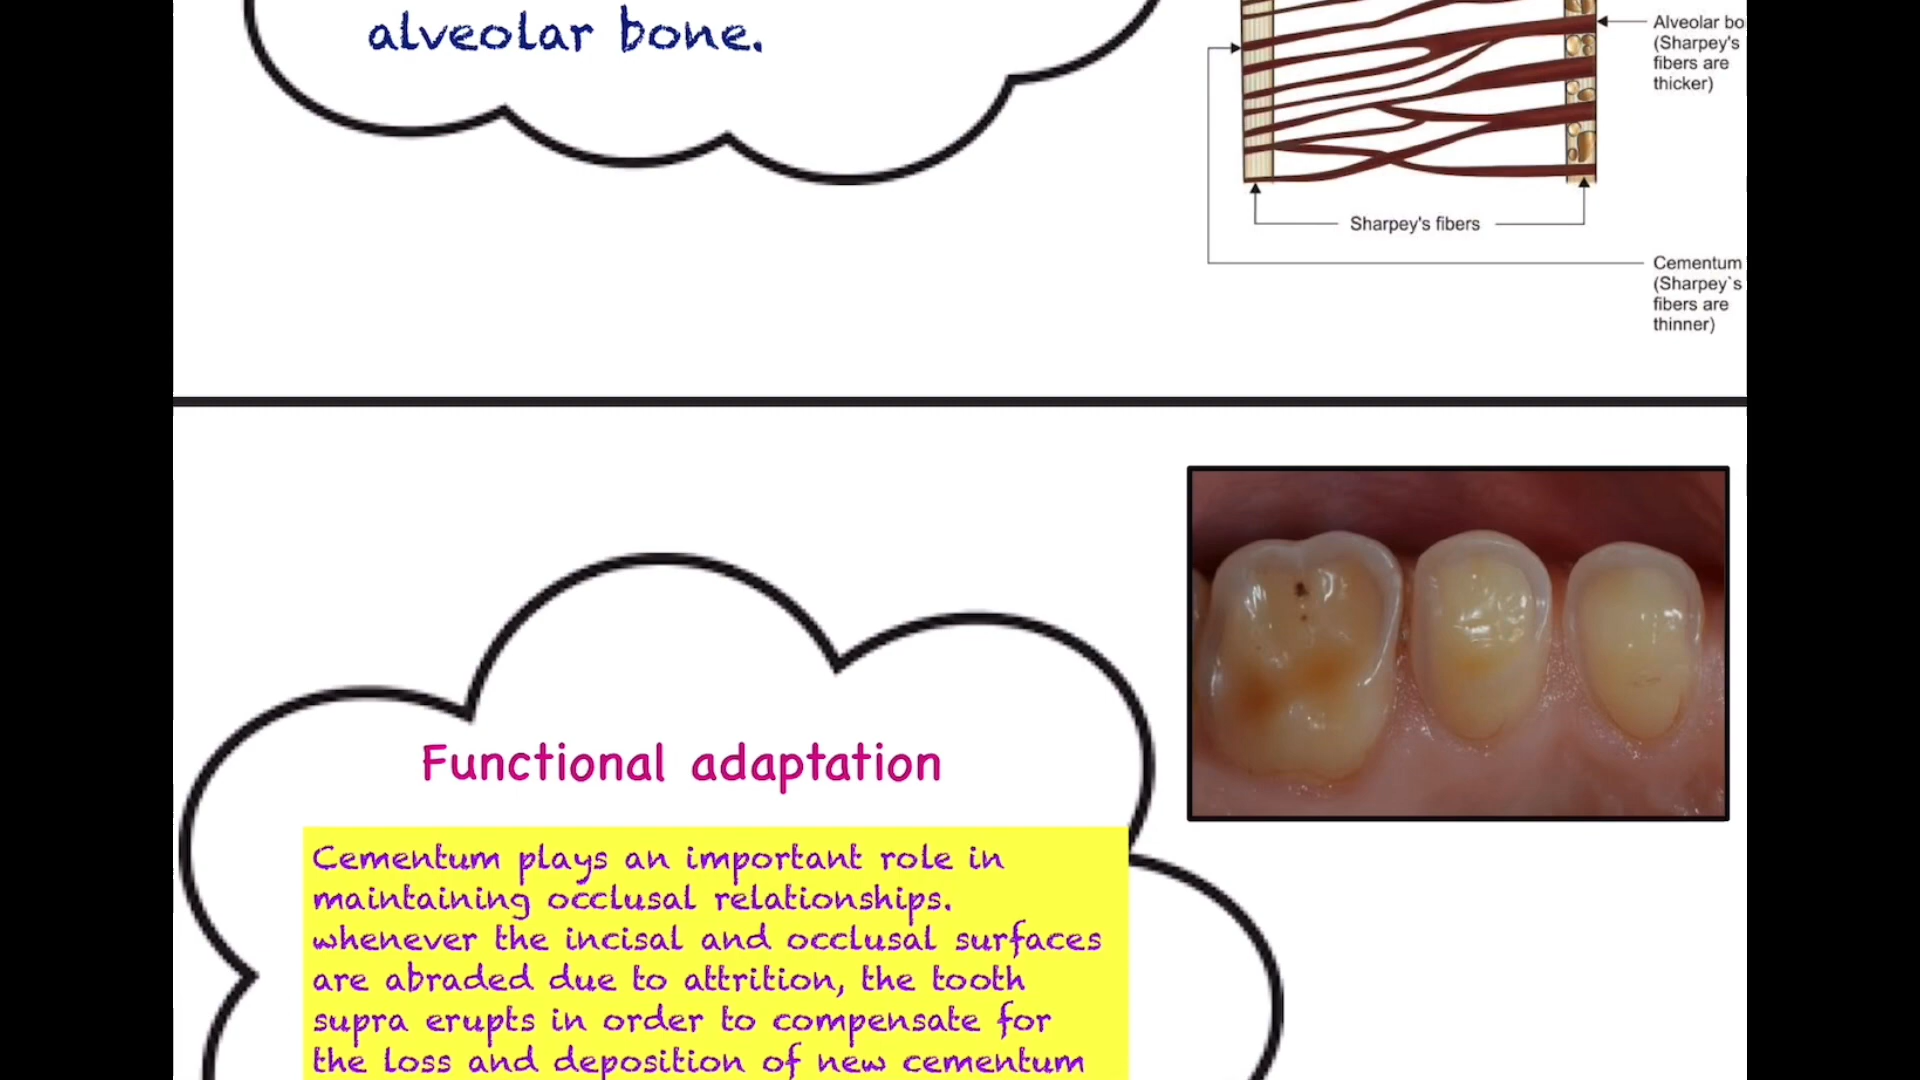 alveolar bone.
Alveolar bo
(Sharpey's
fibers are
thicker)
Sharpey's fibers
Cementum
(Sharpey`s
fibers are
thinner)
Functional adaptation
Cementum plays an important role in
maintaining occlusal relationships.
whenever the incisal and occlusal surfaces
are abraded due to attrition, the tooth
supra erupts in order to compensate for
the loss and deposition of new cementum